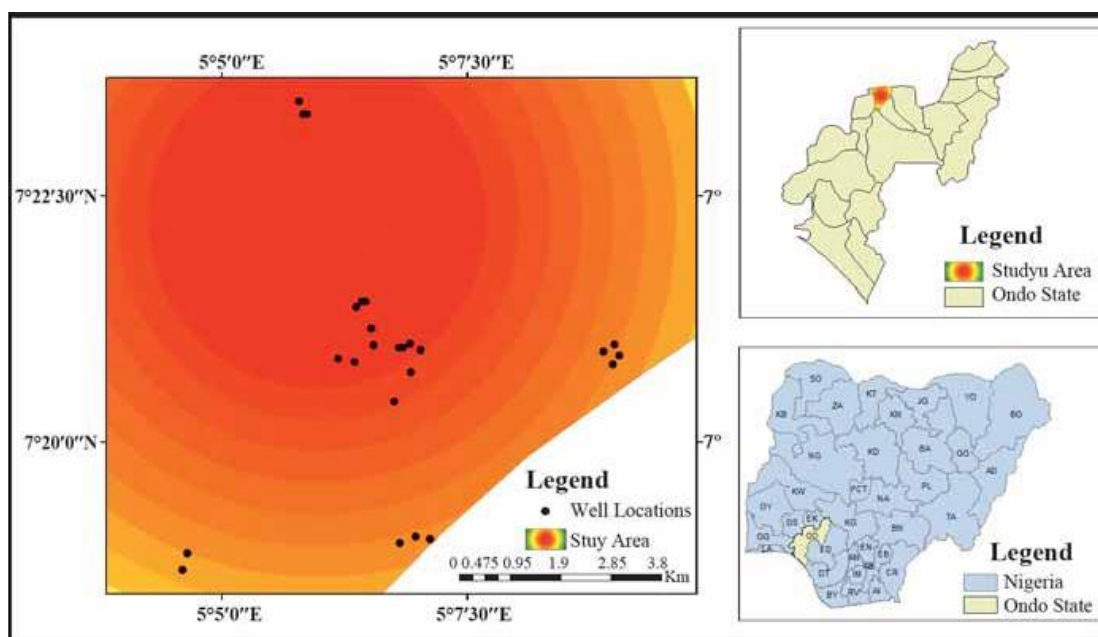 5°5'0"E 5°7'30"E
7°22'30"N 7°
7°20'0"N 7°
Legend
Well Locations
Stuy Area
0 0.475 0.95 1.9 2.85 3.8
Km
5°5'0"E 5°7'30"E
Legend
Studyu Area
Ondo State
SO
KT
JG
YO
KB
ZA
KN
BO
NG
KD
BA
GO
AD
FCT
PL
KW
NA
OY
TA
OS
EK
KG
BN
OG
OD
LA
ED
EN
AN
EB
DT
IM
AB
CR
BY
RV
AI
Legend
Nigeria
Ondo State